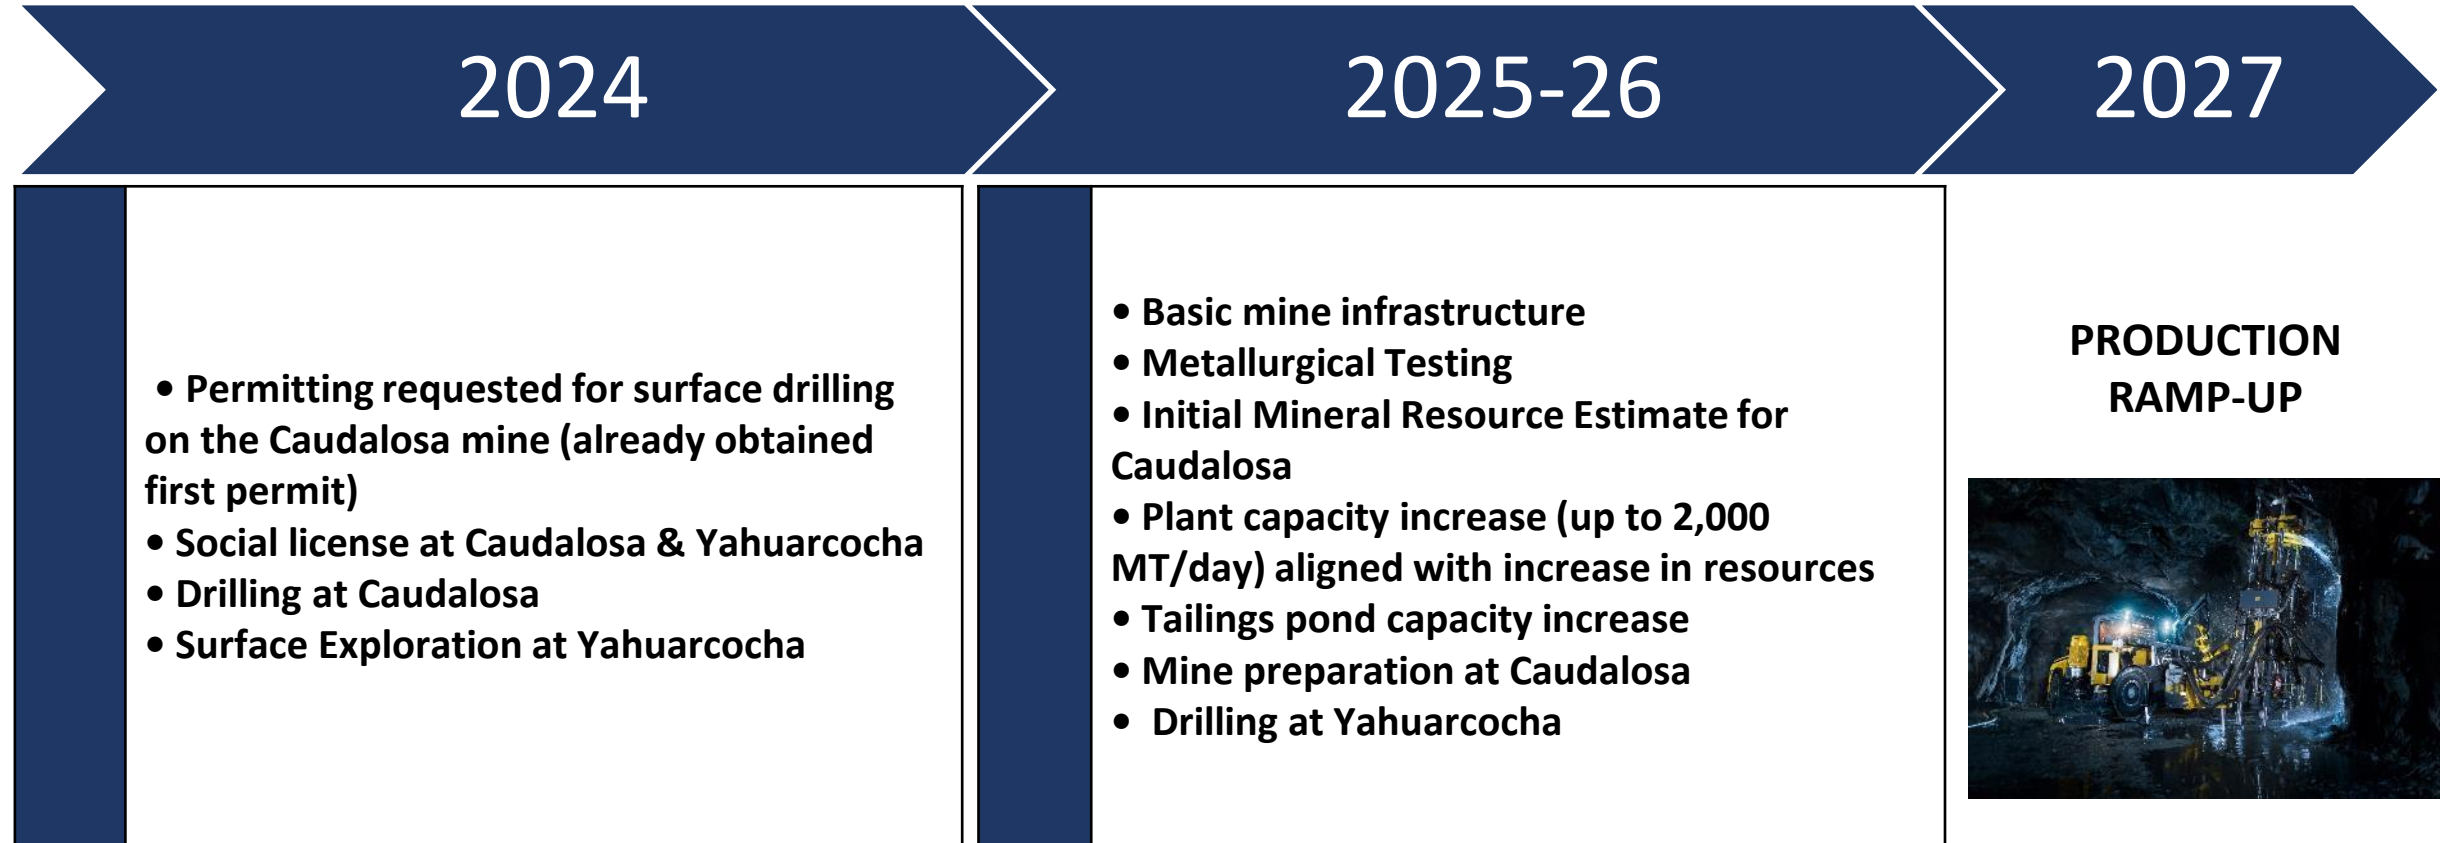 2024
2025-26
2027
• Permitting requested for surface drilling
on the Caudalosa mine (already obtained
first permit)
• Social license at Caudalosa & Yahuarcocha
• Drilling at Caudalosa
• Surface Exploration at Yahuarcocha
• Basic mine infrastructure
• Metallurgical Testing
• Initial Mineral Resource Estimate for
Caudalosa
• Plant capacity increase (up to 2,000
MT/day) aligned with increase in resources
• Tailings pond capacity increase
• Mine preparation at Caudalosa
• Drilling at Yahuarcocha
PRODUCTION
RAMP-UP